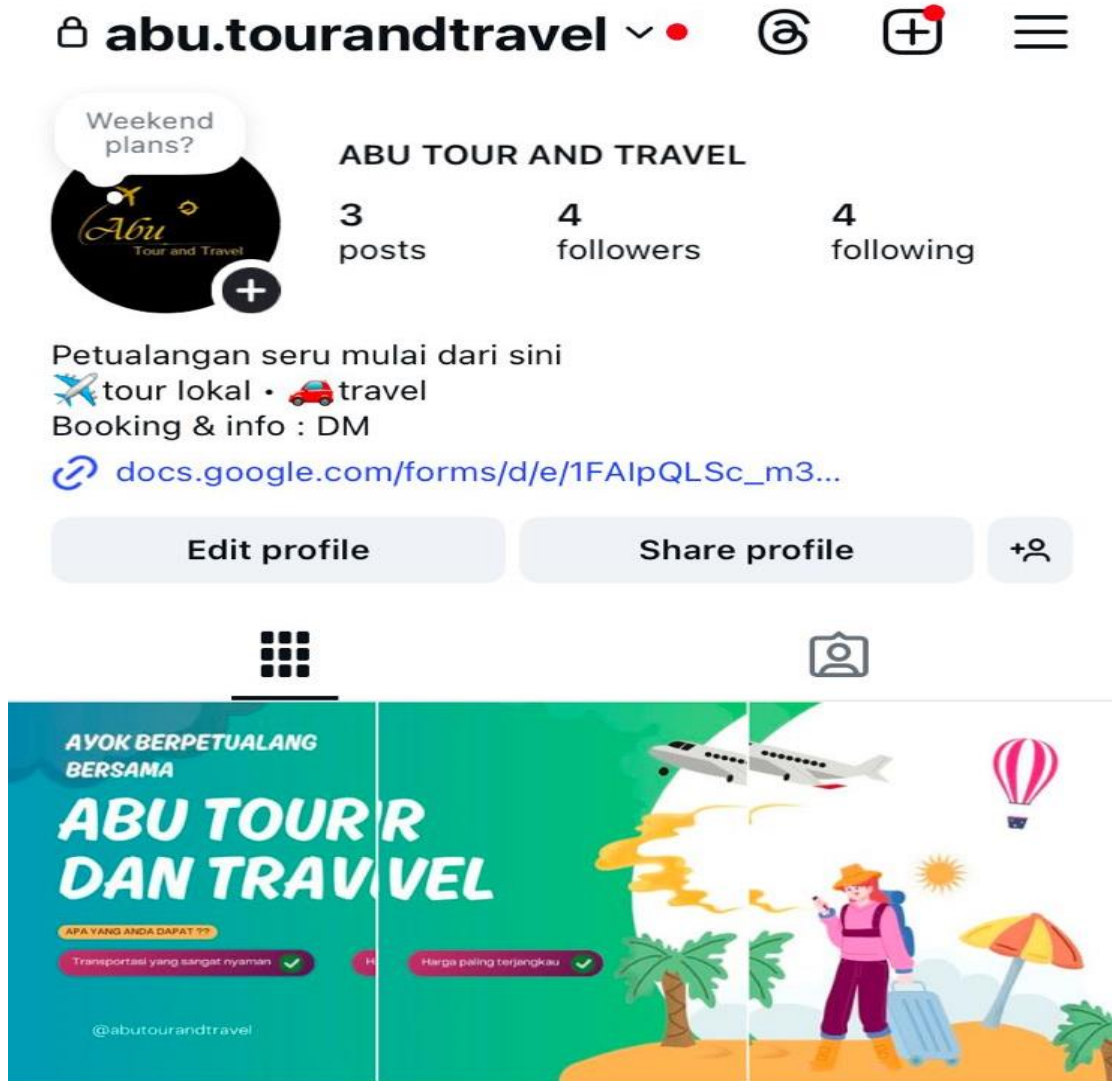 abu.tourandtravel
Weekend
plans?
Abu
Tour and Travel
ABU TOUR AND TRAVEL
3 4 4
posts followers following
Petualangan seru mulai dari sini
✈️tour lokal • 🚗travel
Booking & info : DM
docs.google.com/forms/d/e/1FAIpQLSc_m3...
Edit profile Share profile
AYOK BERPETUALANG
BERSAMA
ABU TOUR R
DAN TRAV VEL
APA YANG ANDA DAPAT ??
Transportasi yang sangat nyaman H Harga paling terjangkau
@abutourandtravel